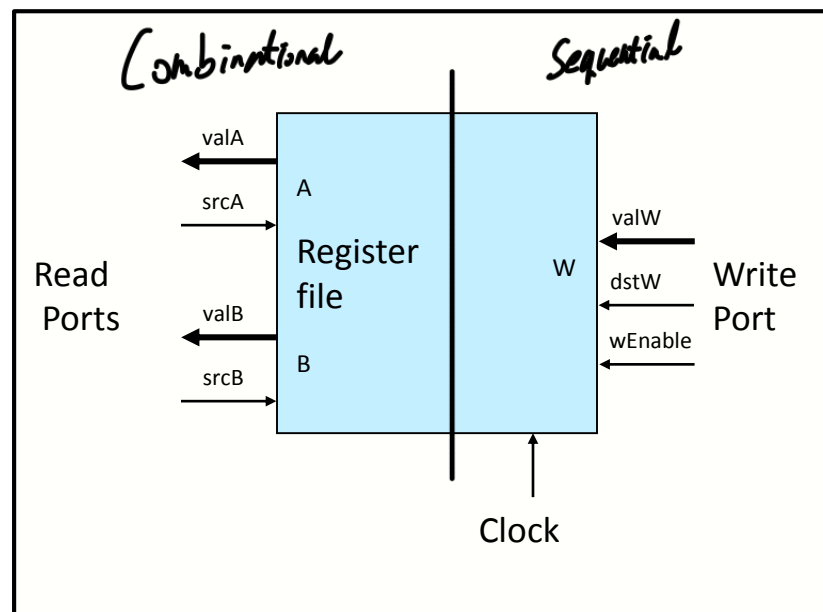 Combinational
Sequential
valA
A
srcA
Register
file
Read
Ports
valB
B
srcB
valW
W
dstW
wEnable
Write
Port
Clock